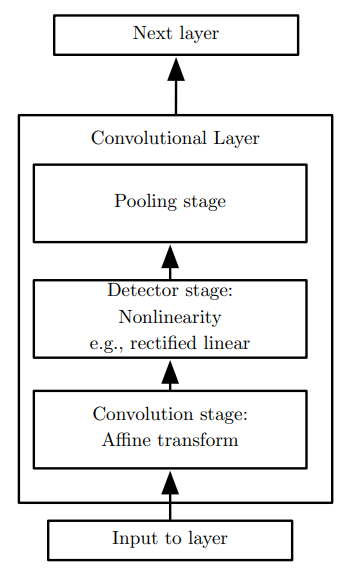 Next layer
Convolutional Layer
Pooling stage
Detector stage:
Nonlinearity
e.g., rectified linear
Convolution stage:
Affine transform
Input to layer